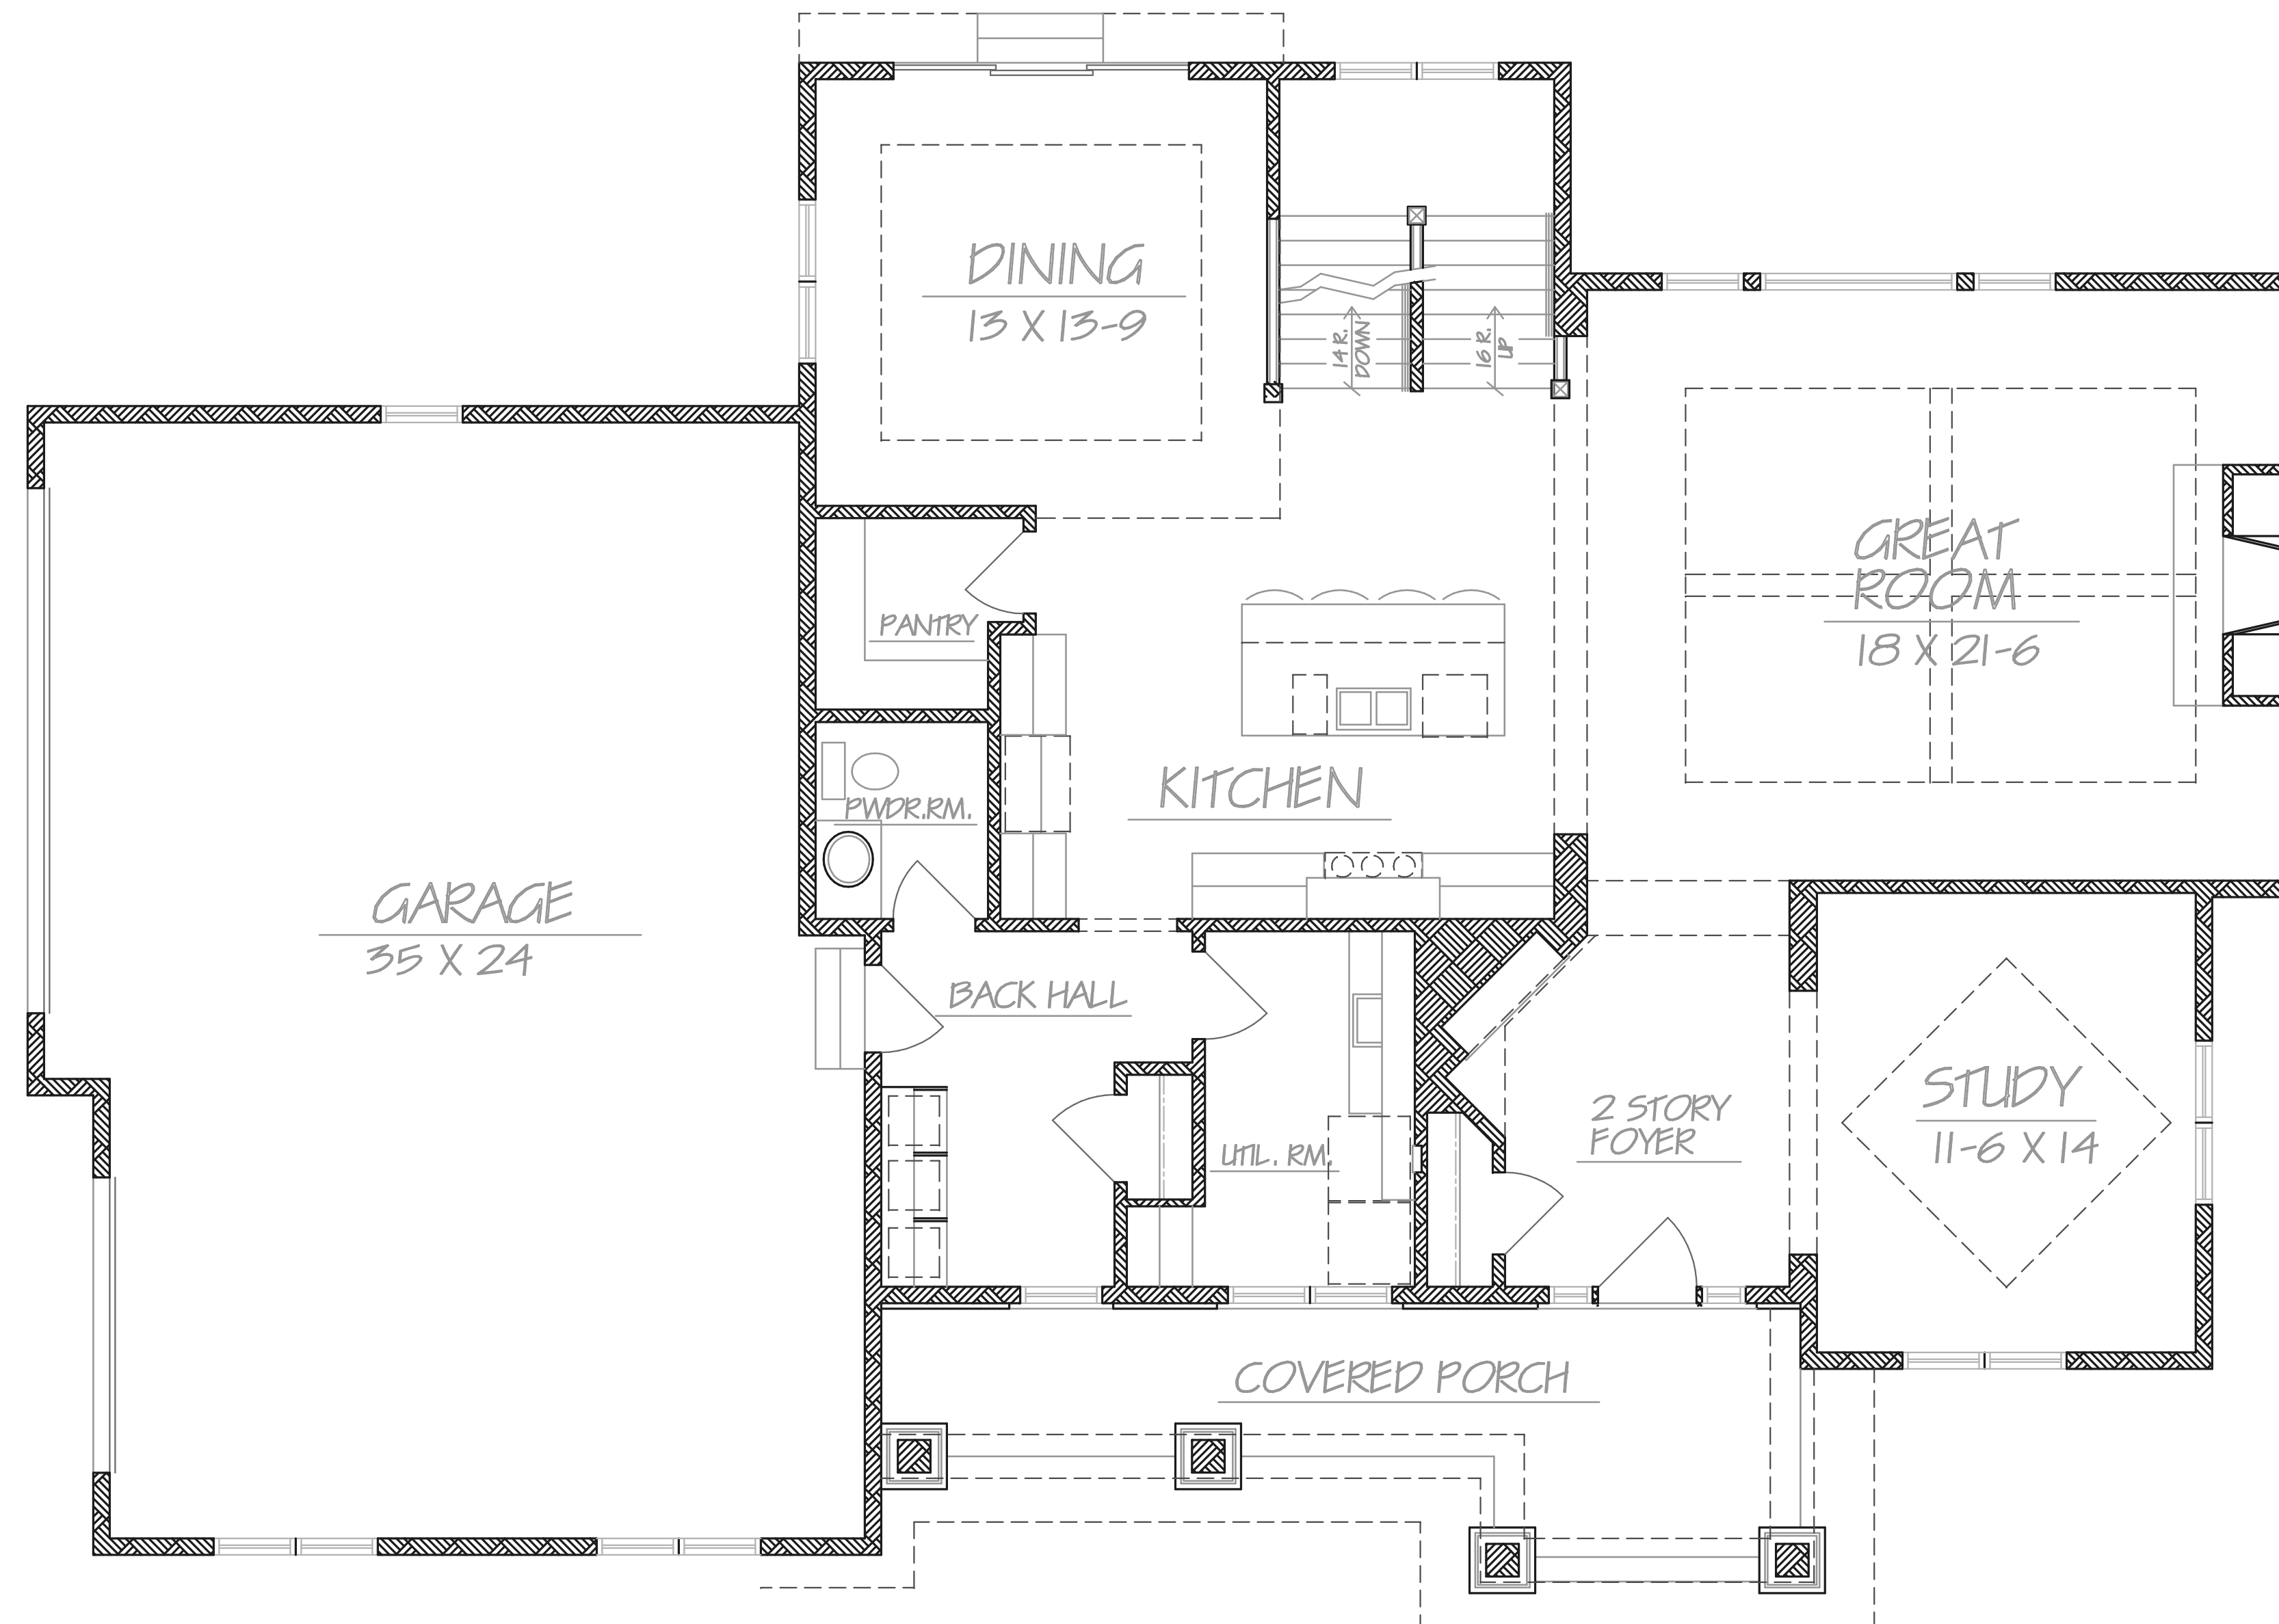 DINING
13 X 13-9
14 R.
DOWN
16 R.
UP
GREAT
ROOM
18 X 21-6
PANTRY
KITCHEN
PWDR.RM.
GARAGE
35 X 24
BACK HALL
UTIL. RM.
2 STORY
FOYER
STUDY
11-6 X 14
COVERED PORCH